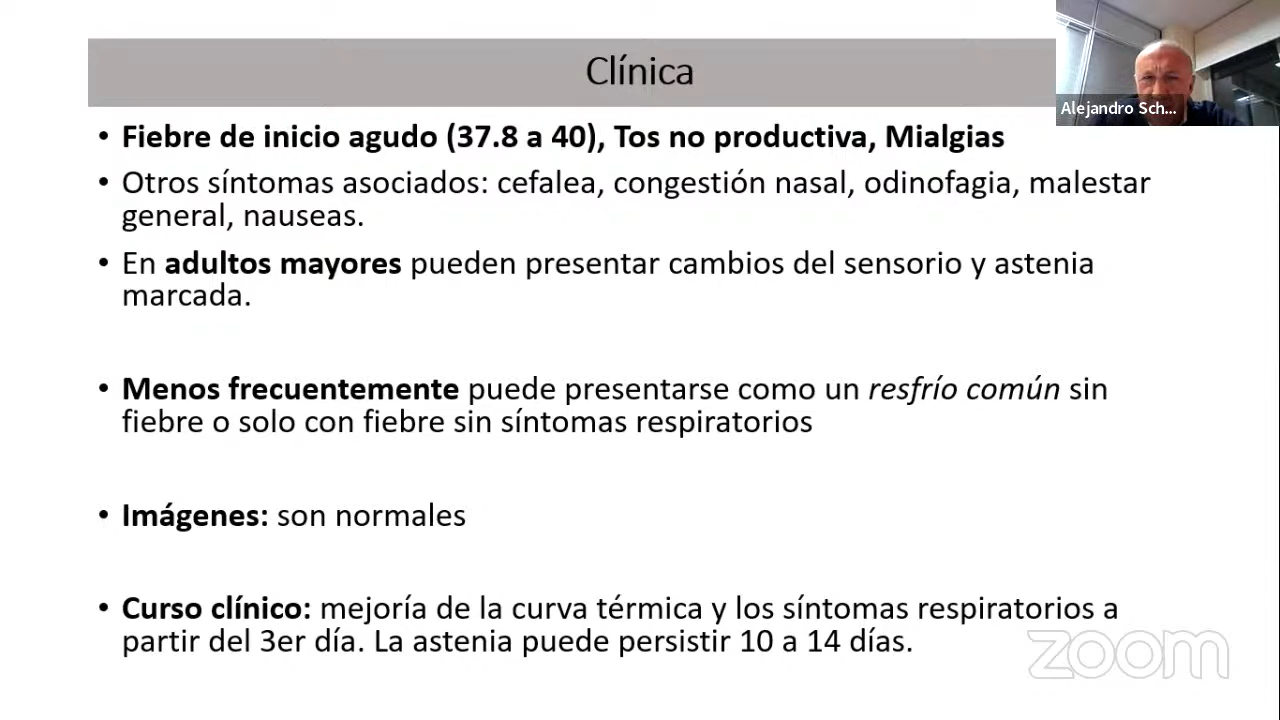 Clínica
Alejandro Sch...
• Fiebre de inicio agudo (37.8 a 40), Tos no productiva, Mialgias
• Otros síntomas asociados: cefalea, congestión nasal, odinofagia, malestar
general, nauseas.
• En adultos mayores pueden presentar cambios del sensorio y astenia
marcada.
• Menos frecuentemente puede presentarse como un resfrío común sin
fiebre o solo con fiebre sin síntomas respiratorios
• Imágenes: son normales
• Curso clínico: mejoría de la curva térmica y los síntomas respiratorios a
partir del 3er día. La astenia puede persistir 10 a 14 días.
zoom